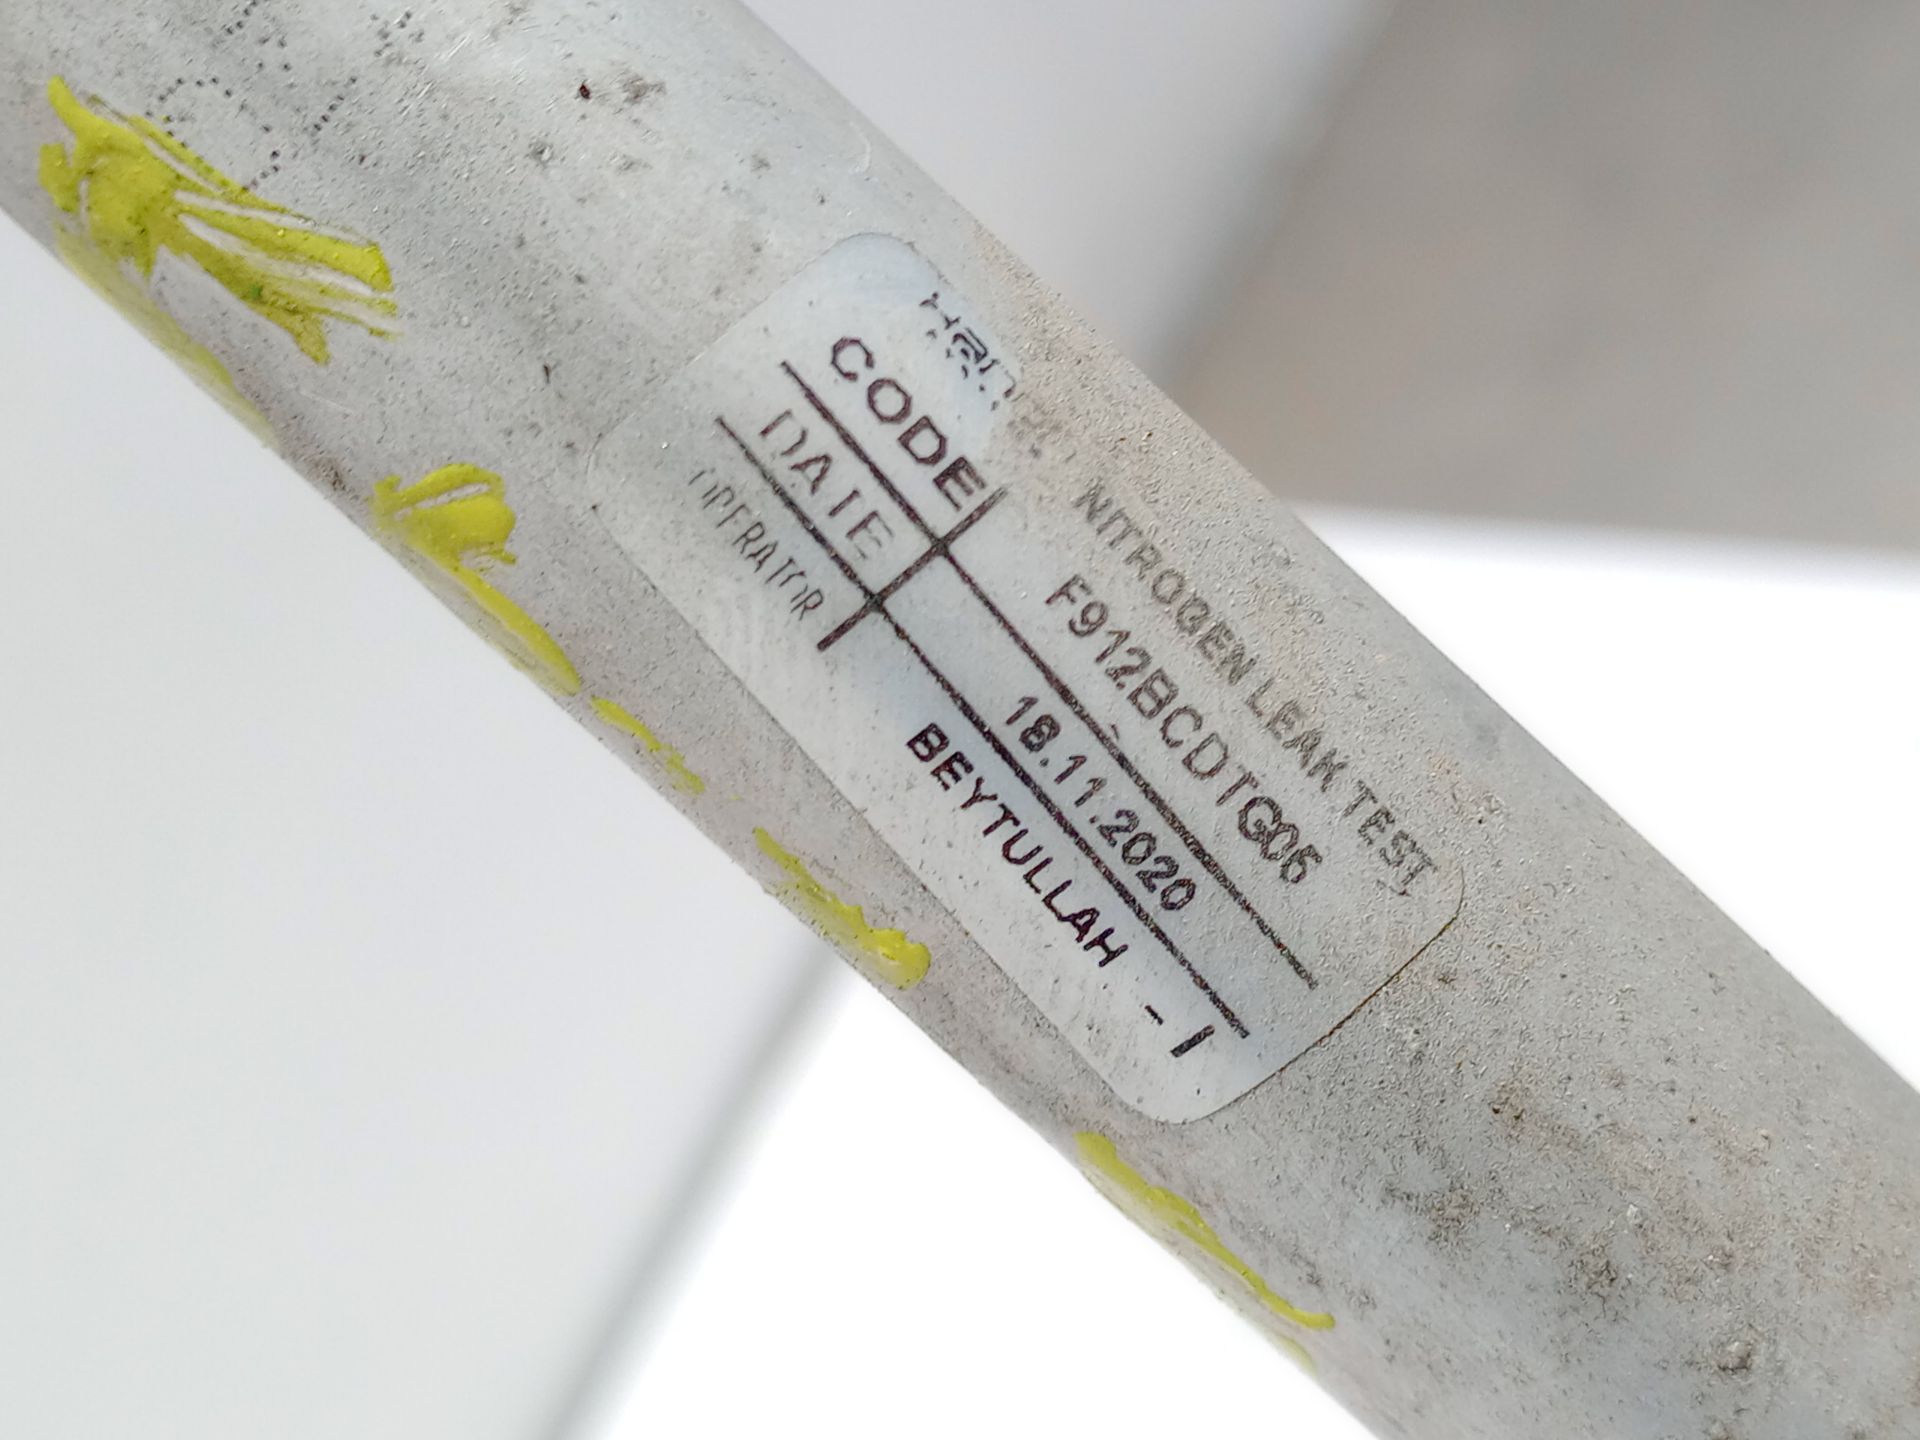 NITROGEN LEAK TEST
CODE F912BCDTG06
DATE 18.11.2020
OPERATOR BEYTULLAH - I